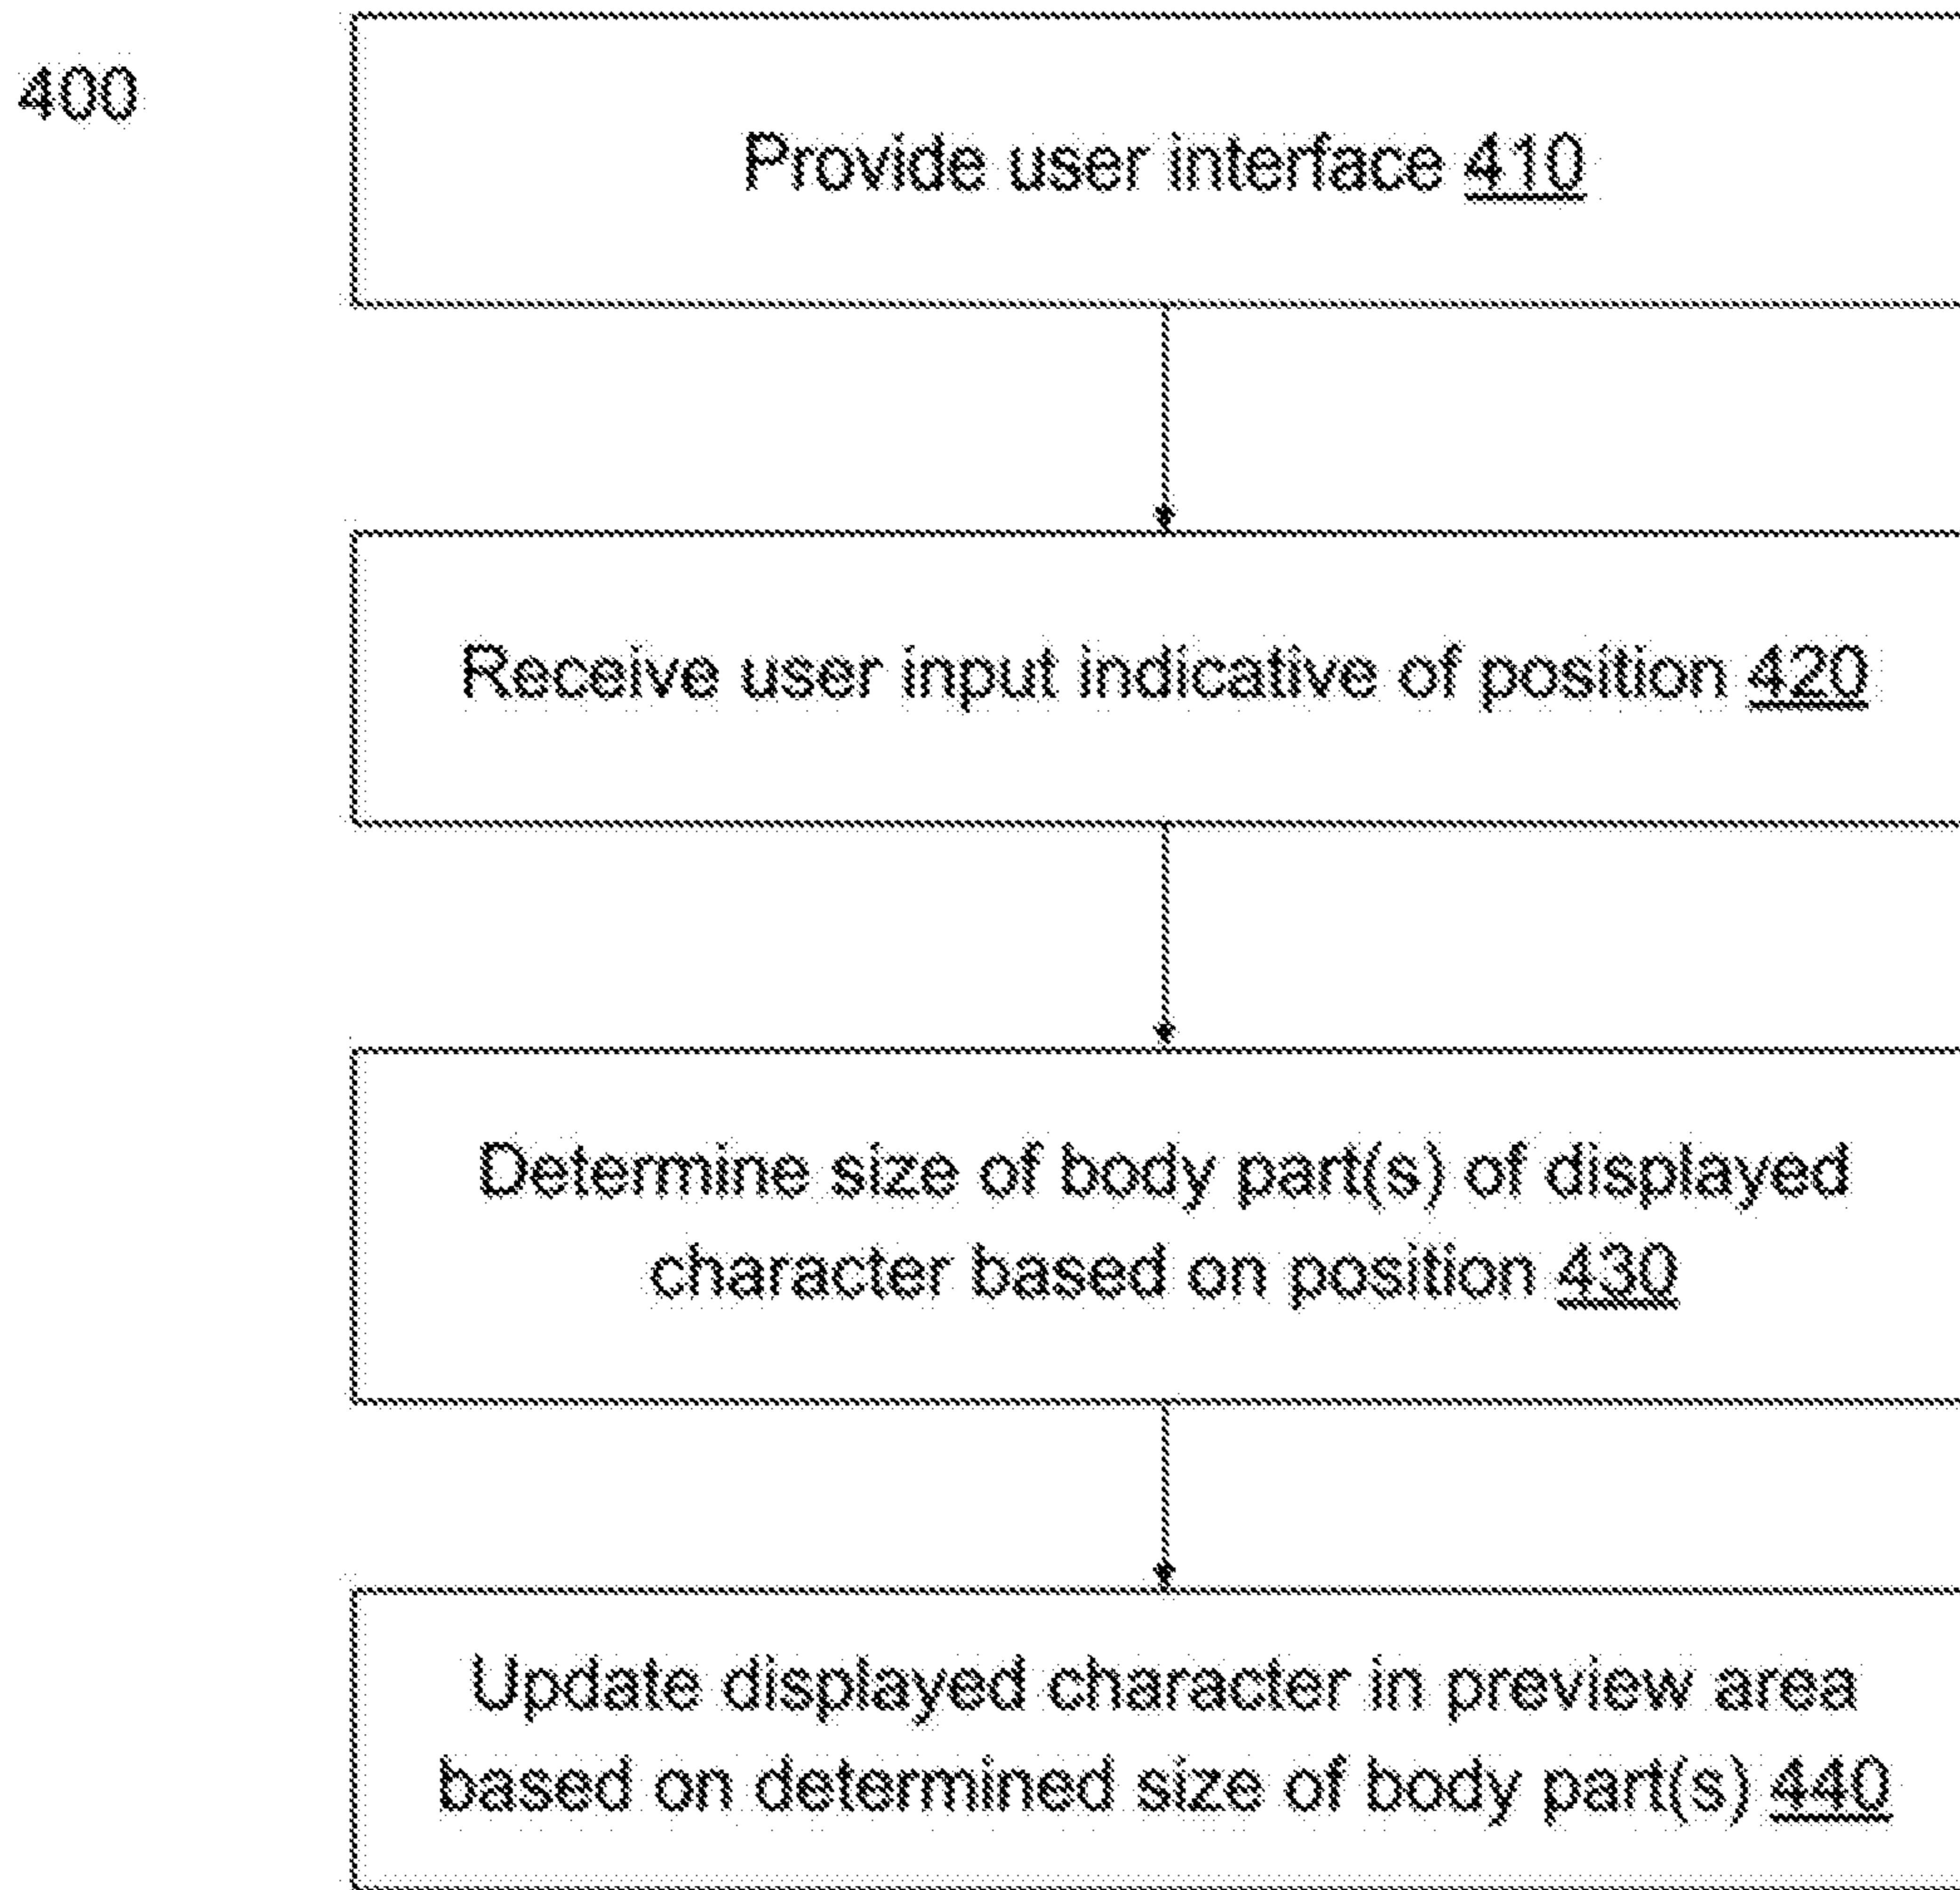 400
Provide user interface 410
Receive user input indicative of position 420
Determine size of body part(s) of displayed
character based on position 430
Update displayed character in preview area
based on determined size of body part(s) 440